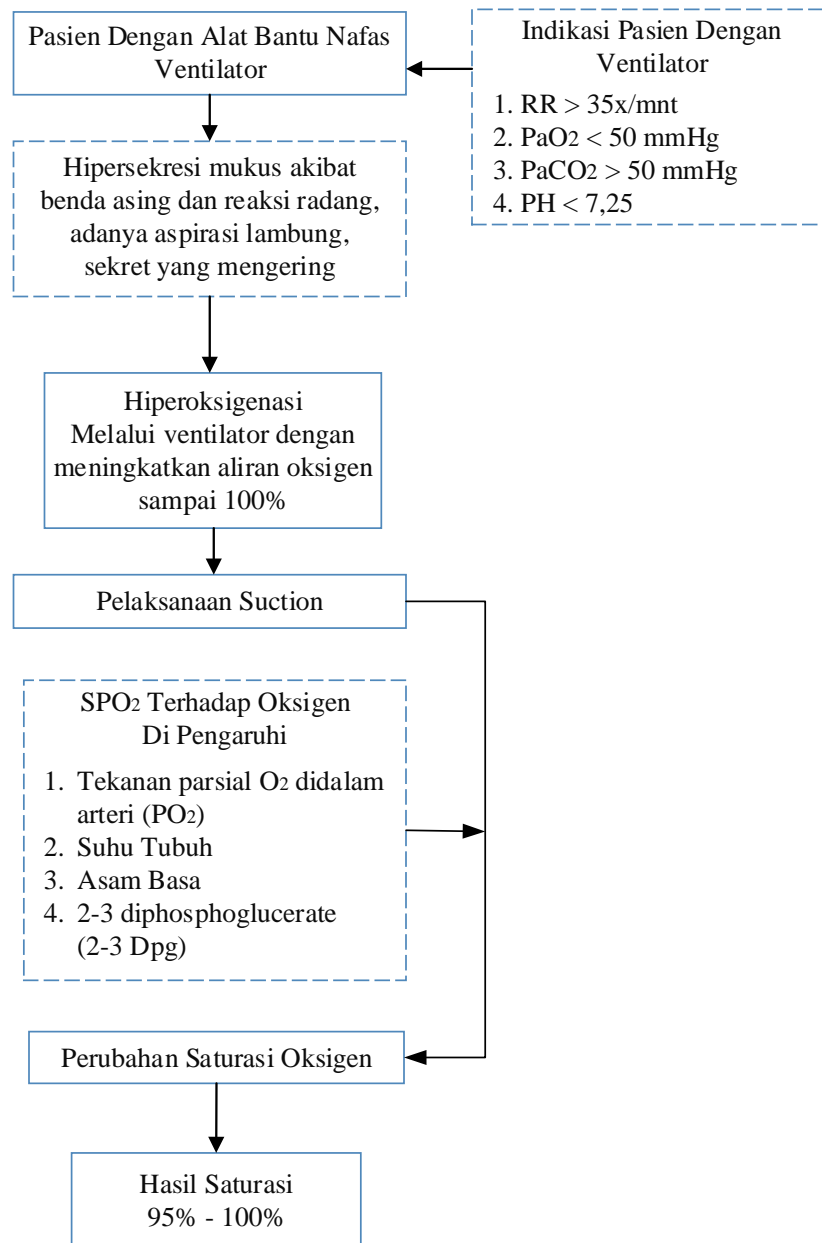 Pasien Dengan Alat Bantu Nafas
Ventilator
Indikasi Pasien Dengan
Ventilator
1. RR > 35x/mnt
2. PaO2 < 50 mmHg
3. PaCO2 > 50 mmHg
4. PH < 7,25
Hipersekresi mukus akibat
benda asing dan reaksi radang,
adanya aspirasi lambung,
sekret yang mengering
Hiperoksigenasi
Melalui ventilator dengan
meningkatkan aliran oksigen
sampai 100%
Pelaksanaan Suction
SPO2 Terhadap Oksigen
Di Pengaruhi
1. Tekanan parsial O2 didalam
arteri (PO2)
2. Suhu Tubuh
3. Asam Basa
4. 2-3 diphosphoglucerate
(2-3 Dpg)
Perubahan Saturasi Oksigen
Hasil Saturasi
95% - 100%